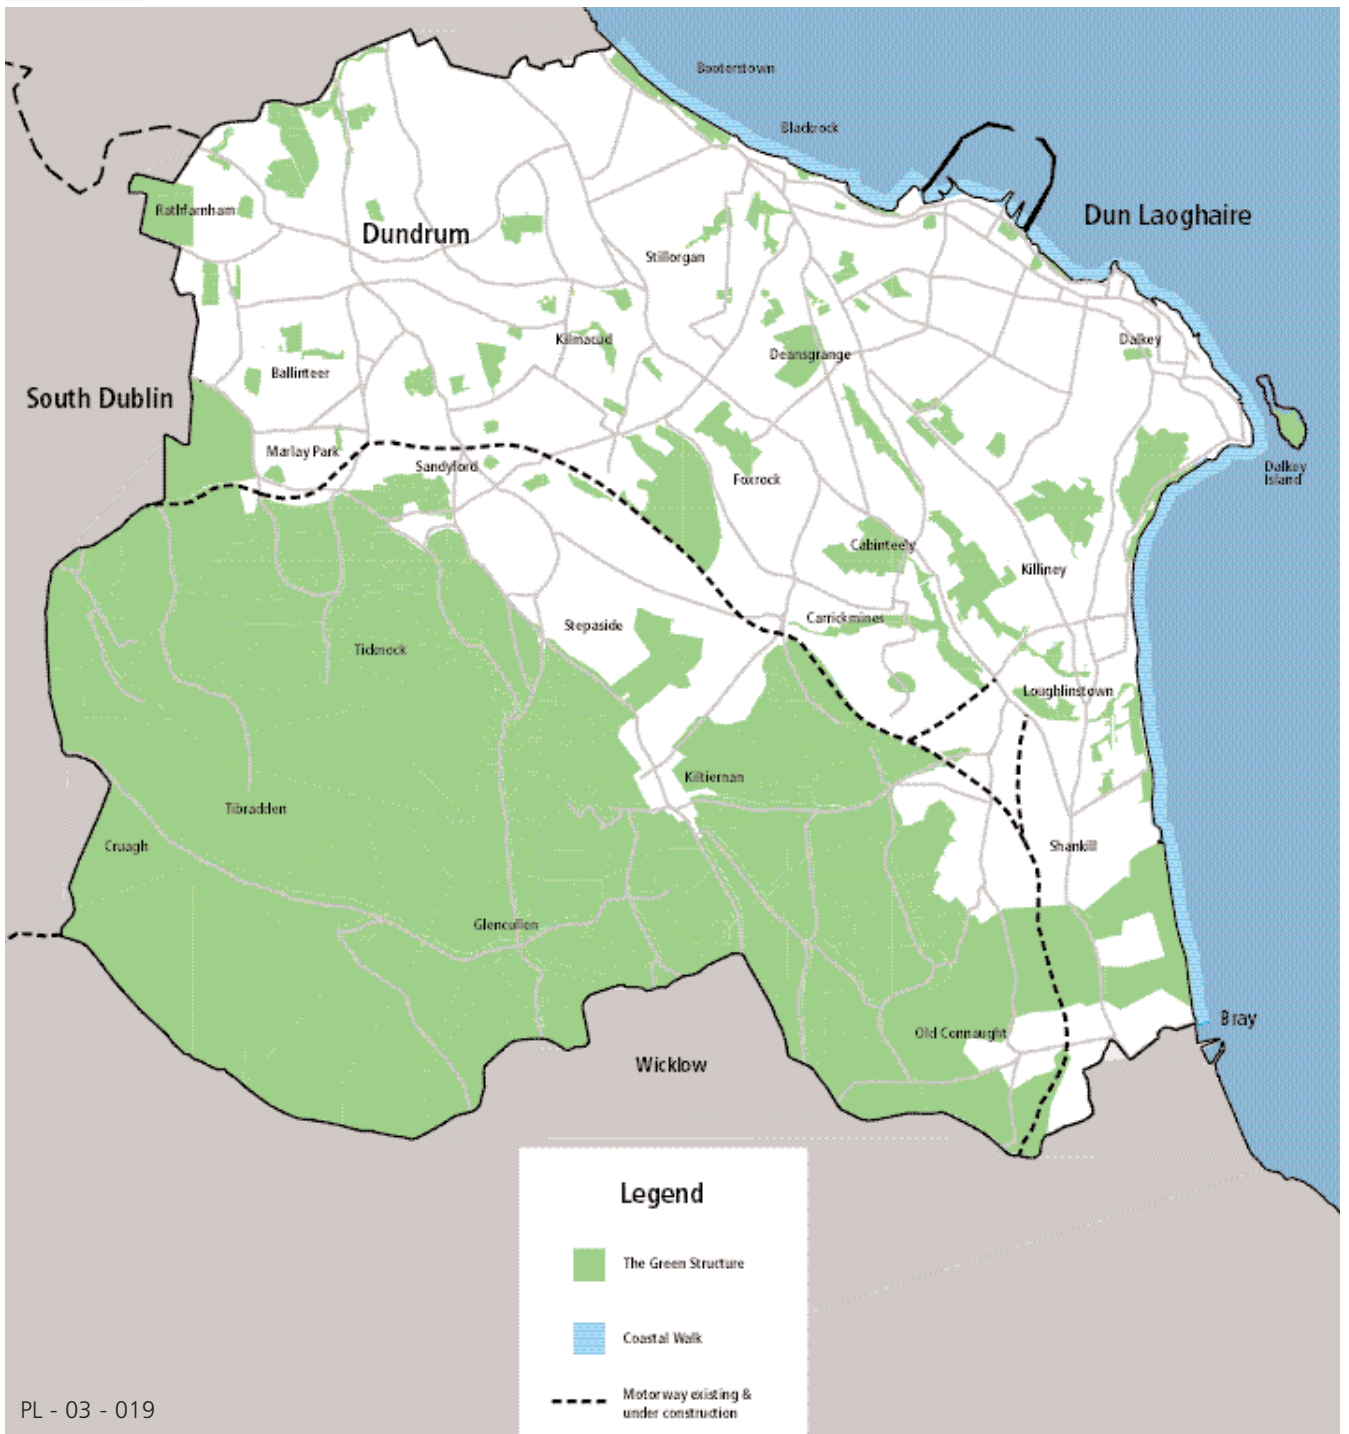 Booterstown
Blackrock
Dun Laoghaire
Rathfarnham
Dundrum
Stillorgan
Kilmacud
Deansgrange
Dalkey
Ballinteer
South Dublin
Marlay Park
Sandyford
Foxrock
Dalkey
Island
Cabinteely
Killiney
Stepaside
Carrickmines
Ticknock
Loughlinstown
Kiltiernan
Tibradden
Cruagh
Shankill
Glencullen
Old Connaught
Bray
Wicklow
Legend
The Green Structure
Coastal Walk
Motorway existing &
under construction
PL - 03 - 019